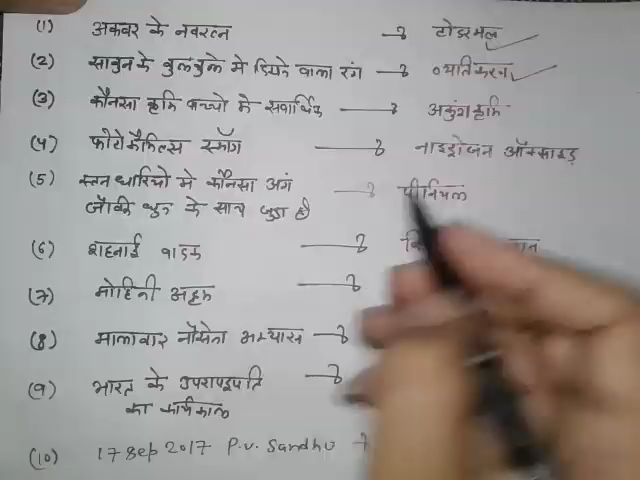 (1) अकबर के नवरत्न → टोडरमल
(2) साबुन के बुलबुले मे दिखने वाला रंग → व्यतिकरण
(3) कौनसा कृमि बच्चो मे सर्वाधिक → अकुंश कृमि
(4) फोटोकैमिल्स स्मॉग → नाइट्रोजन ऑक्साइड
(5) स्तनधारियो मे कौनसा अगं →
जोकी के साथ जुडा है
(6) शहनाई वादक →
(7) मोहिनी अट्टम →
(8) मालाबार नौसेना अभ्यास →
(9) भारत के उपराष्ट्रपति →
का कार्यकाल
(10) 17 Sep 2017 P.V. Sandhu →